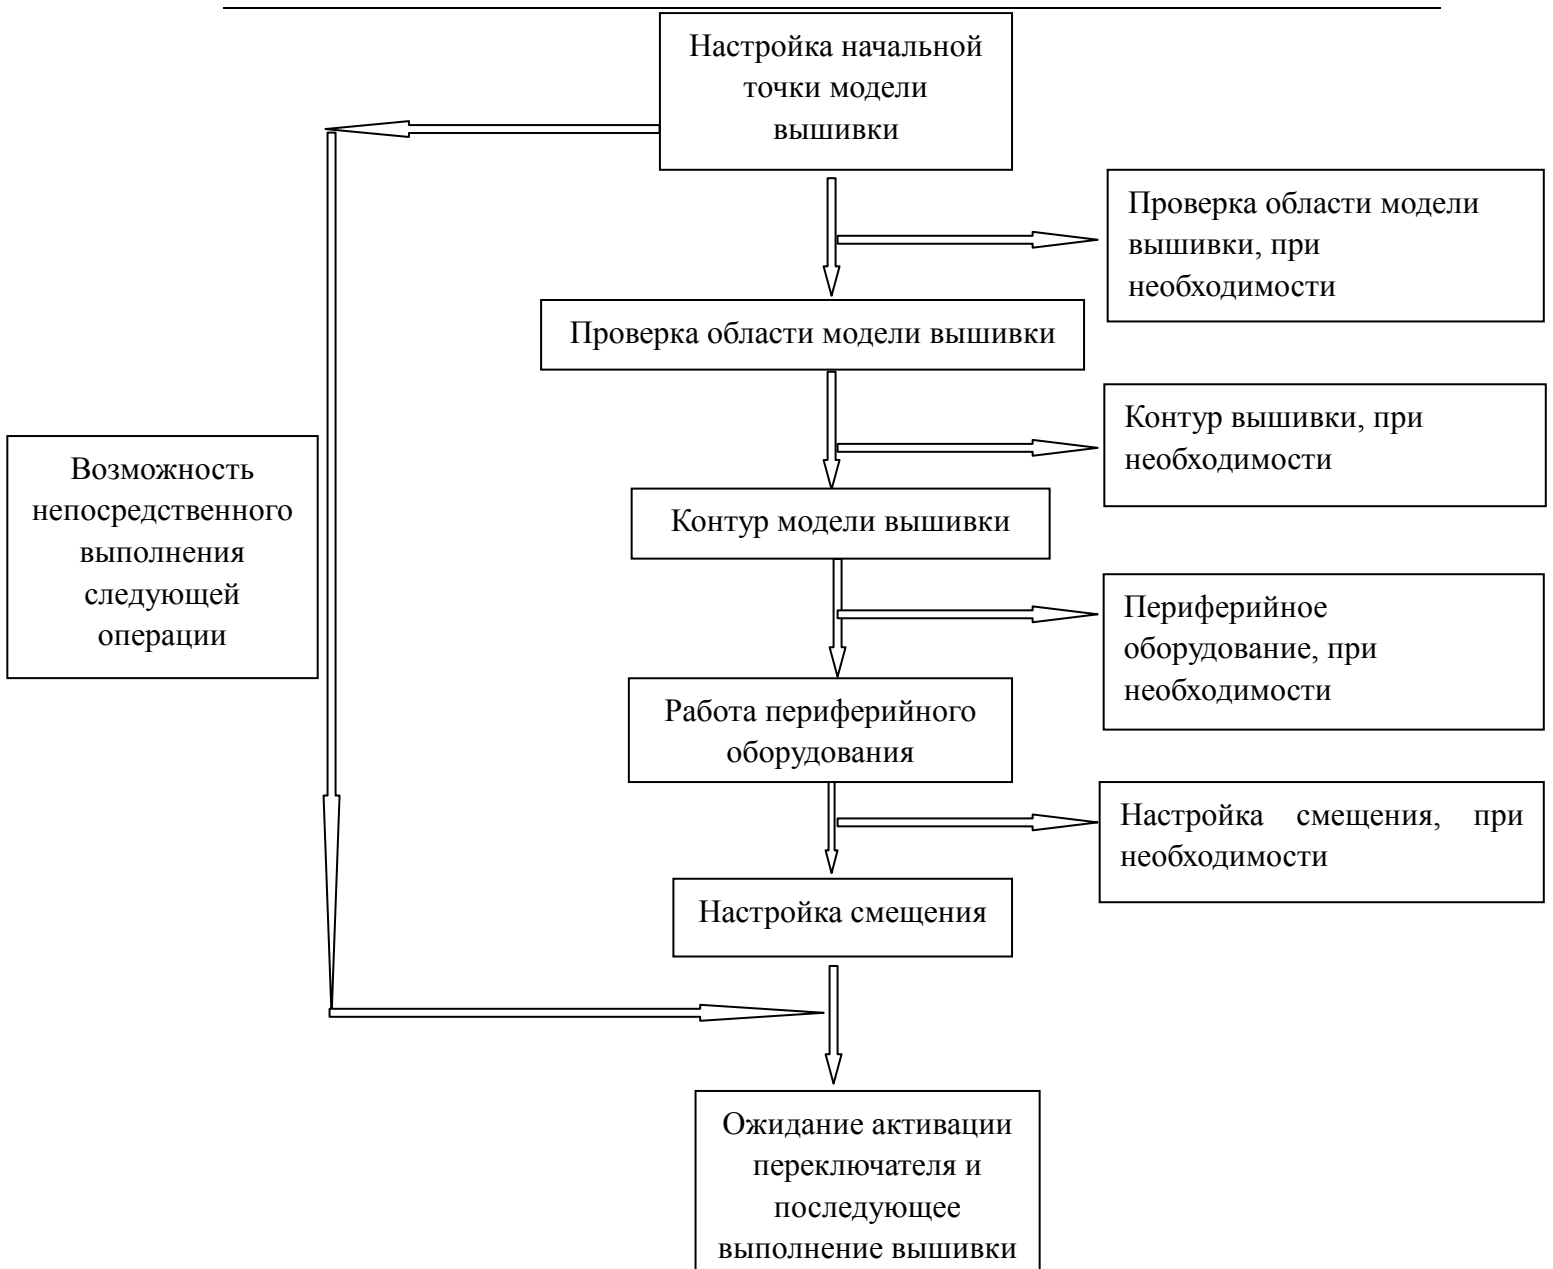 Настройка начальной
точки модели
вышивки
Проверка области модели
вышивки, при
необходимости
Проверка области модели вышивки
Контур вышивки, при
необходимости
Возможность
непосредственного
выполнения
следующей
операции
Контур модели вышивки
Периферийное
оборудование, при
необходимости
Работа периферийного
оборудования
Настройка смещения, при
необходимости
Настройка смещения
Ожидание активации
переключателя и
последующее
выполнение вышивки